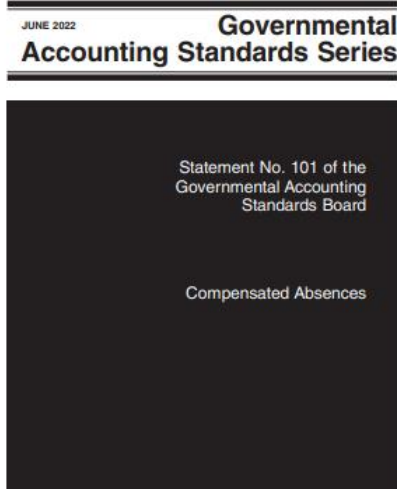 JUNE 2022
Governmental
Accounting Standards Series
Statement No. 101 of the
Governmental Accounting
Standards Board
Compensated Absences